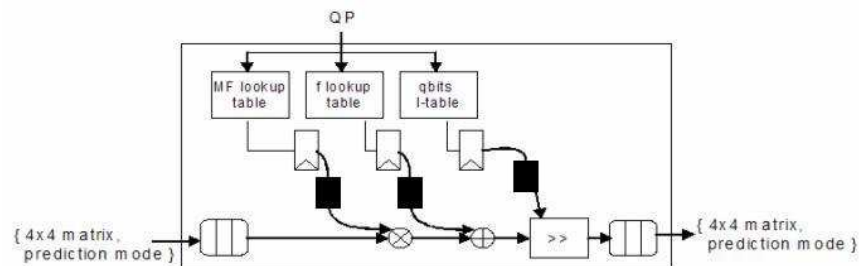 QP
MF lookup
table
f lookup
table
qbits
l-table
{ 4x4 matrix,
prediction mode }
>>
{ 4x4 matrix,
prediction mode }